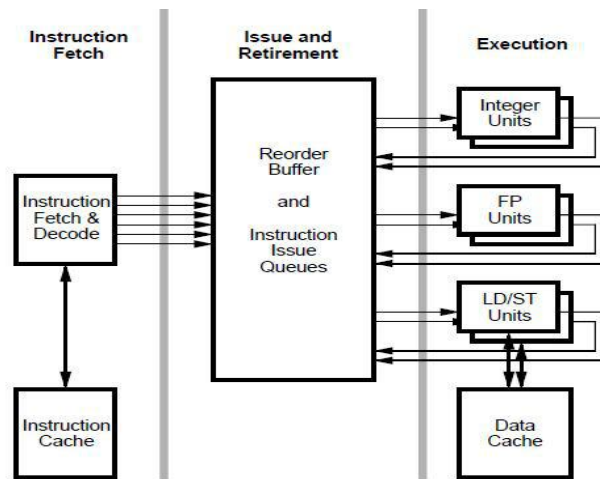 Instruction
Fetch
Issue and
Retirement
Execution
Instruction
Fetch &
Decode
Instruction
Cache
Reorder
Buffer
and
Instruction
Issue
Queues
Integer
Units
FP
Units
LD/ST
Units
Data
Cache